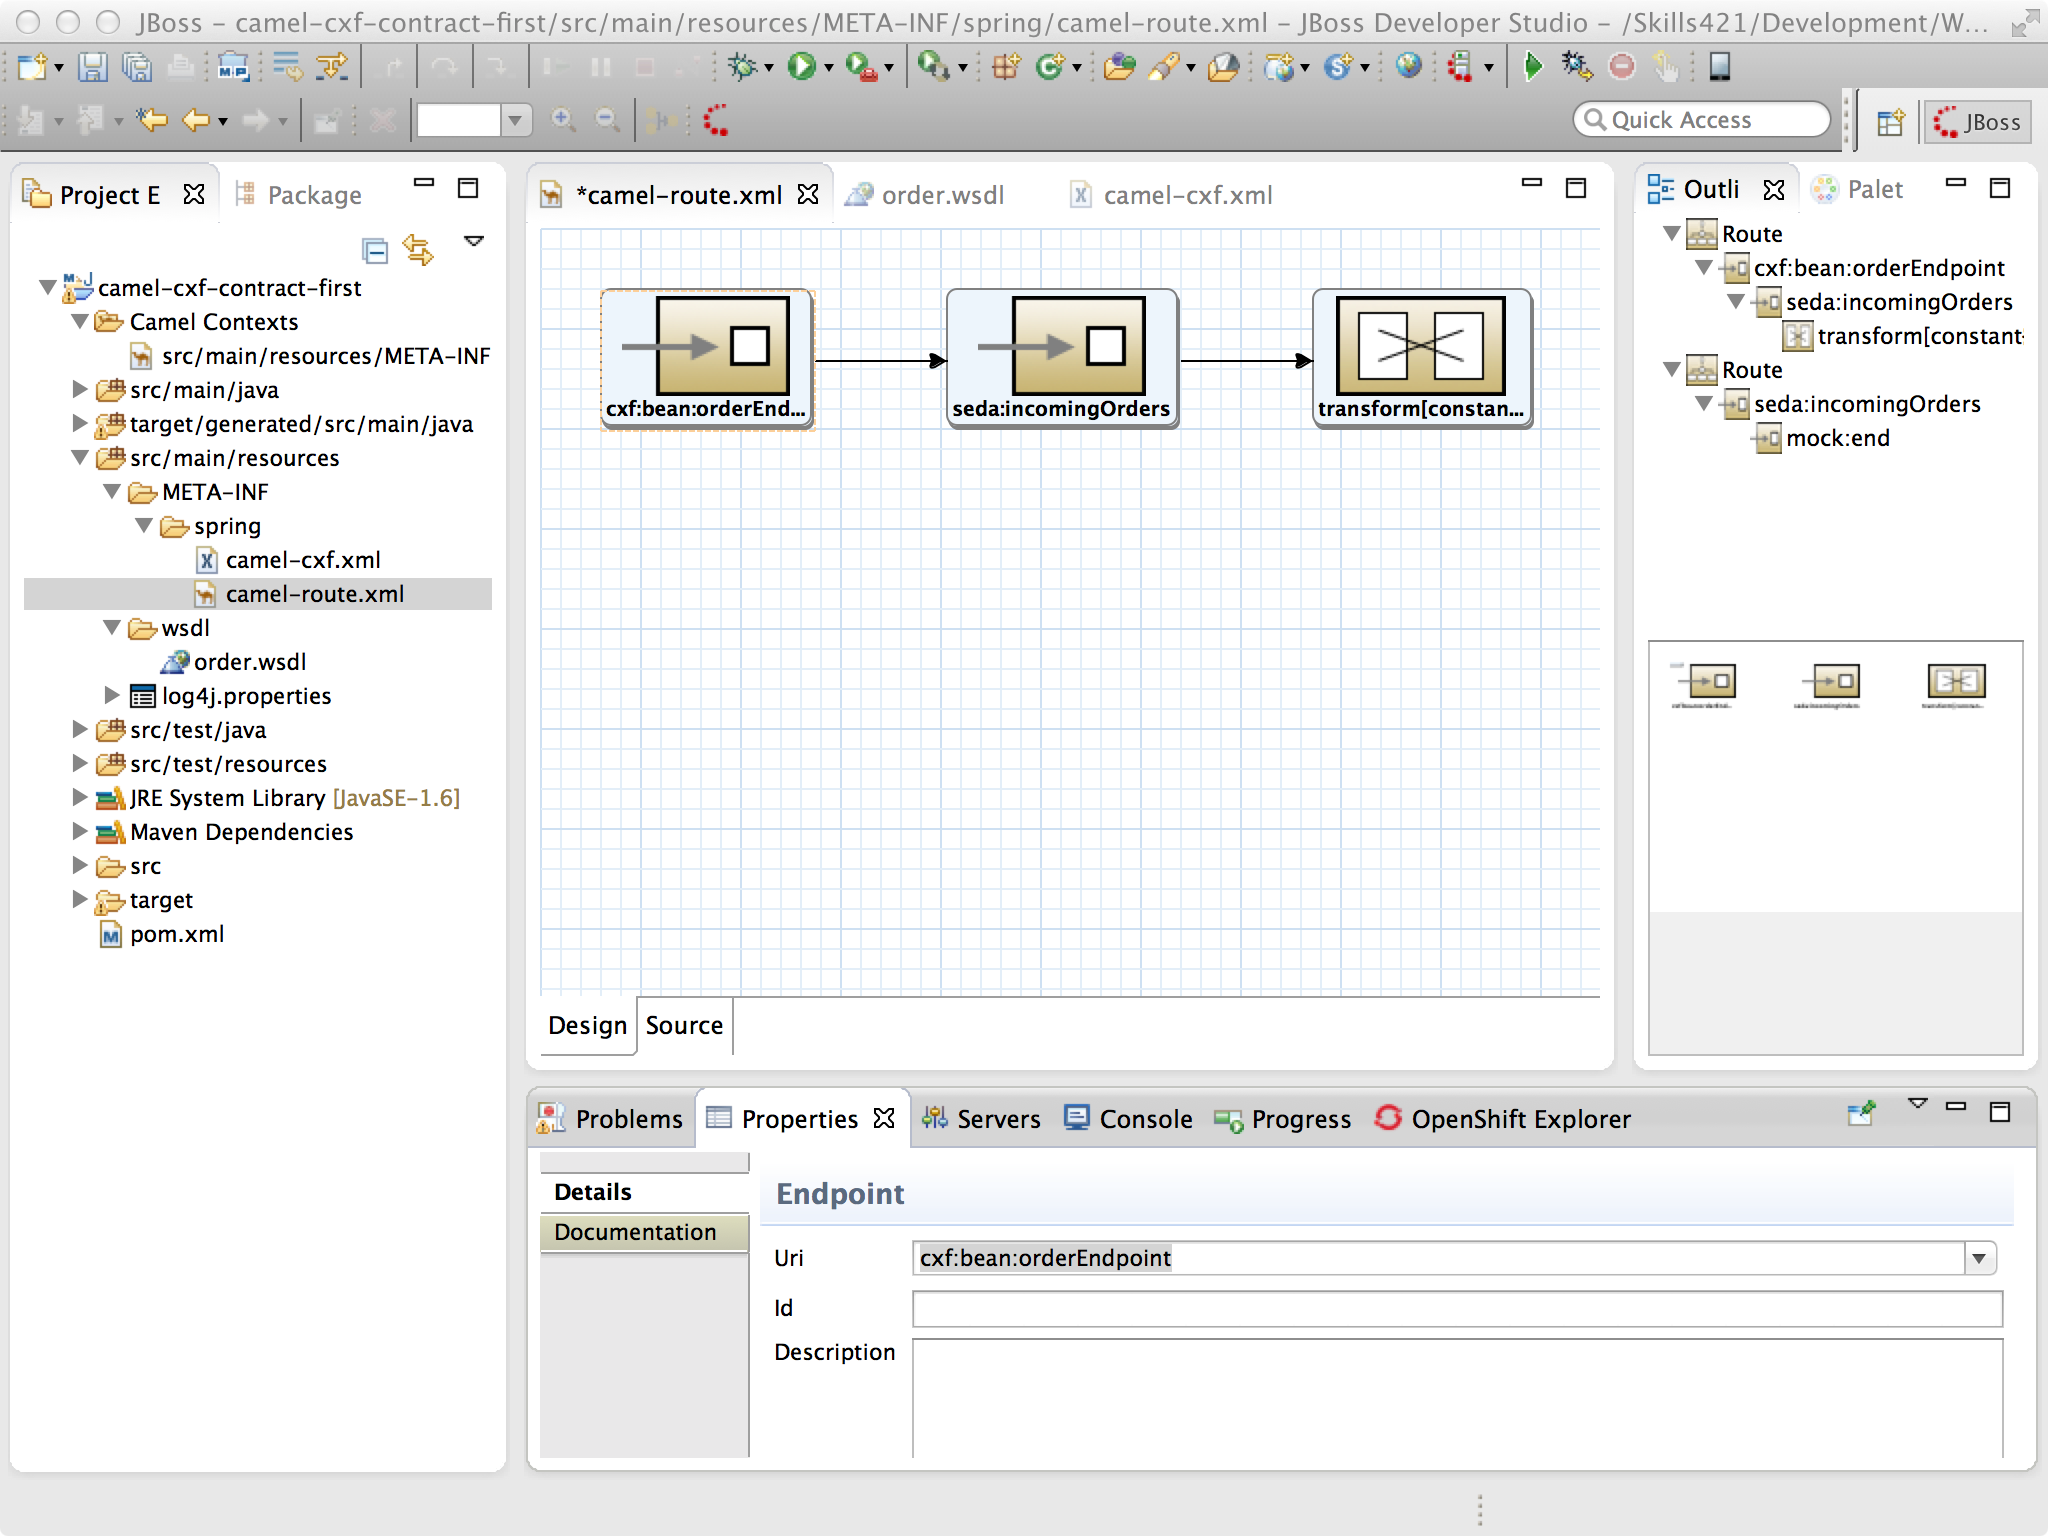 JBoss - camel-cxf-contract-first/src/main/resources/META-INF/spring/camel-route.xml - JBoss Developer Studio - /Skills421/Development/W...
Quick Access
JBoss
Project E
Package
camel-cxf-contract-first
Camel Contexts
src/main/resources/META-INF
src/main/java
target/generated/src/main/java
src/main/resources
META-INF
spring
camel-cxf.xml
camel-route.xml
wsdl
order.wsdl
log4j.properties
src/test/java
src/test/resources
JRE System Library [JavaSE-1.6]
Maven Dependencies
src
target
pom.xml
*camel-route.xml
order.wsdl
camel-cxf.xml
cxf:bean:orderEnd...
seda:incomingOrders
transform[constan...
Design
Source
Outli
Palet
Route
cxf:bean:orderEndpoint
seda:incomingOrders
transform[constant
Route
seda:incomingOrders
mock:end
Problems
Properties
Servers
Console
Progress
OpenShift Explorer
Details
Documentation
Endpoint
Uri
cxf:bean:orderEndpoint
Id
Description